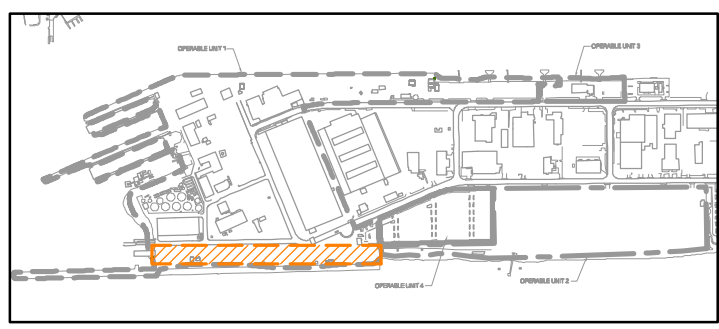 OPERABLE UNIT 1
OPERABLE UNIT 3
OPERABLE UNIT 4
OPERABLE UNIT 2